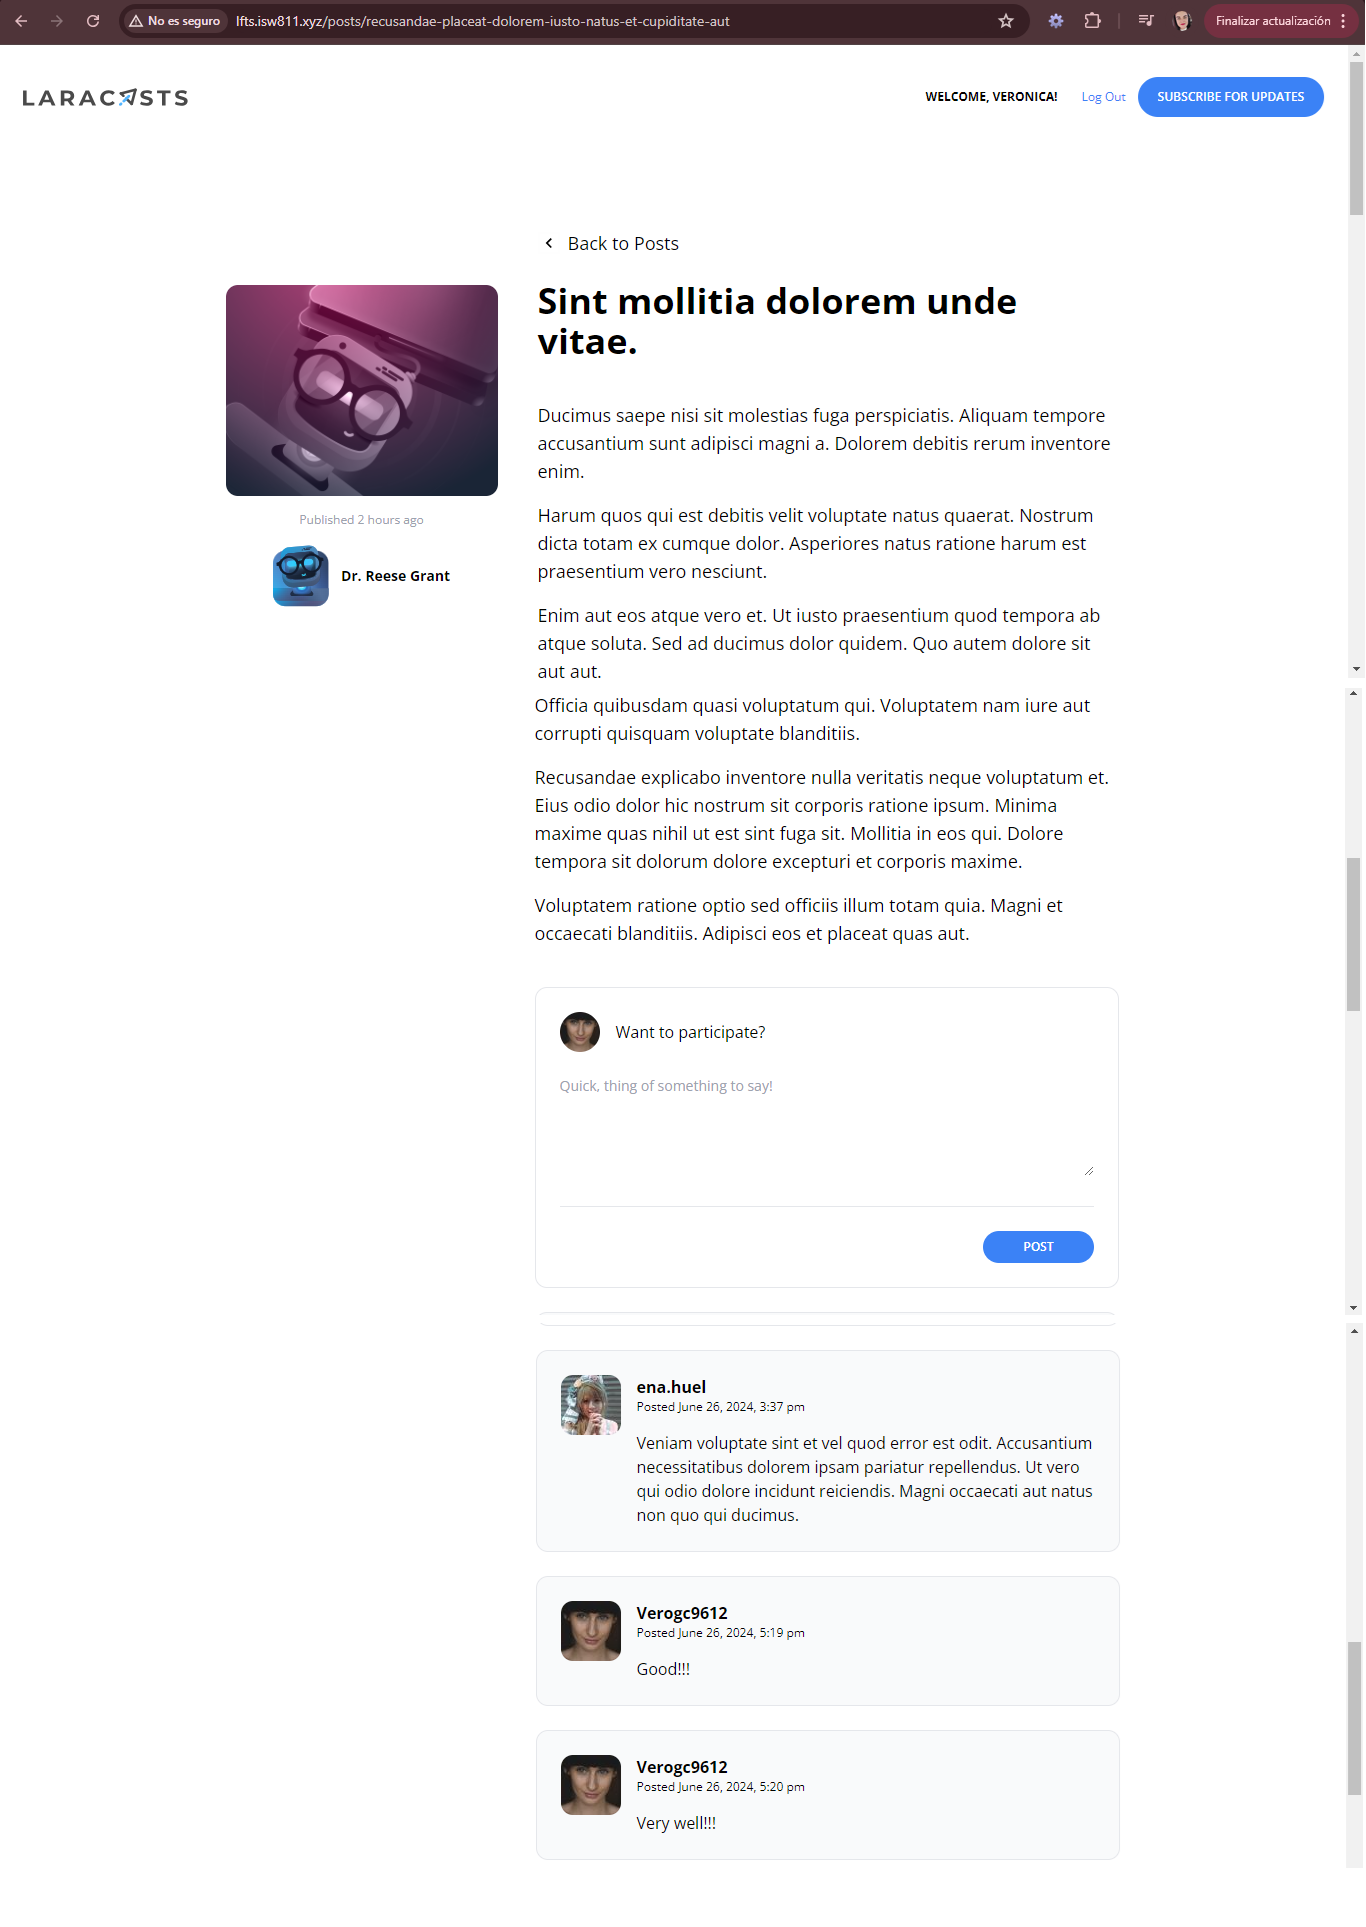 No es seguro
lfts.isw811.xyz/posts/recusandae-placeat-dolorem-iusto-natus-et-cupiditate-aut
Finalizar actualización
LARACASTS
WELCOME, VERONICA!
Log Out
SUBSCRIBE FOR UPDATES
Back to Posts
Sint mollitia dolorem unde
vitae.
Published 2 hours ago
Dr. Reese Grant
Ducimus saepe nisi sit molestias fuga perspiciatis. Aliquam tempore
accusantium sunt adipisci magni a. Dolorem debitis rerum inventore
enim.
Harum quos qui est debitis velit voluptate natus quaerat. Nostrum
dicta totam ex cumque dolor. Asperiores natus ratione harum est
praesentium vero nesciunt.
Enim aut eos atque vero et. Ut iusto praesentium quod tempora ab
atque soluta. Sed ad ducimus dolor quidem. Quo autem dolore sit
aut aut.
Officia quibusdam quasi voluptatum qui. Voluptatem nam iure aut
corrupti quisquam voluptate blanditiis.
Recusandae explicabo inventore nulla veritatis neque voluptatum et.
Eius odio dolor hic nostrum sit corporis ratione ipsum. Minima
maxime quas nihil ut est sint fuga sit. Mollitia in eos qui. Dolore
tempora sit dolorum dolore excepturi et corporis maxime.
Voluptatem ratione optio sed officiis illum totam quia. Magni et
occaecati blanditiis. Adipisci eos et placeat quas aut.
Want to participate?
Quick, thing of something to say!
POST
ena.huel
Posted June 26, 2024, 3:37 pm
Veniam voluptate sint et vel quod error est odit. Accusantium
necessitatibus dolorem ipsam pariatur repellendus. Ut vero
qui odio dolore incidunt reiciendis. Magni occaecati aut natus
non quo qui ducimus.
Verogc9612
Posted June 26, 2024, 5:19 pm
Good!!!
Verogc9612
Posted June 26, 2024, 5:20 pm
Very well!!!